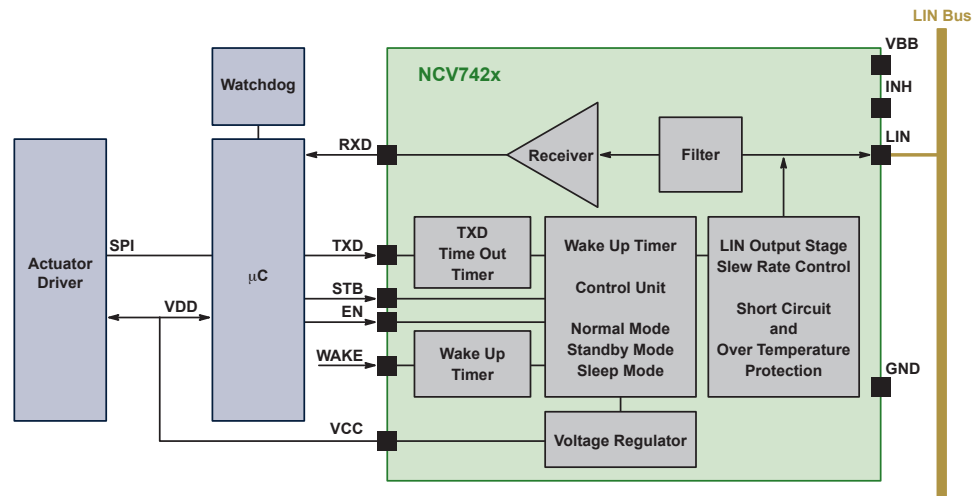 LIN Bus
VBB
NCV742x
INH
Watchdog
RXD
LIN
Receiver
Filter
SPI
TXD
TXD
Time Out
Timer
Wake Up Timer
Control Unit
Normal Mode
Standby Mode
Sleep Mode
LIN Output Stage
Slew Rate Control
Short Circuit
and
Over Temperature
Protection
Actuator
Driver
μC
STB
VDD
EN
WAKE
Wake Up
Timer
GND
VCC
Voltage Regulator